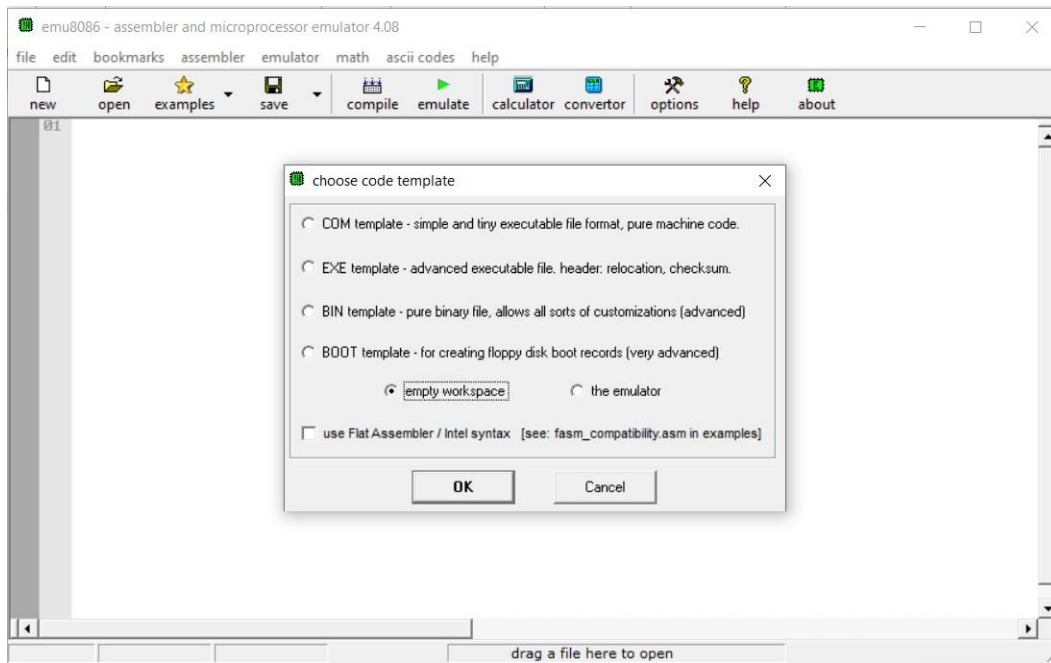 emu8086 - assembler and microprocessor emulator 4.08
file edit bookmarks assembler emulator math ascii codes help
new open examples save compile emulate calculator convertor options help about
01
choose code template
COM template - simple and tiny executable file format, pure machine code.
EXE template - advanced executable file. header: relocation, checksum.
BIN template - pure binary file, allows all sorts of customizations (advanced)
BOOT template - for creating floppy disk boot records (very advanced)
empty workspace the emulator
use Flat Assembler / Intel syntax [see: fasm_compatibility.asm in examples]
OK Cancel
drag a file here to open